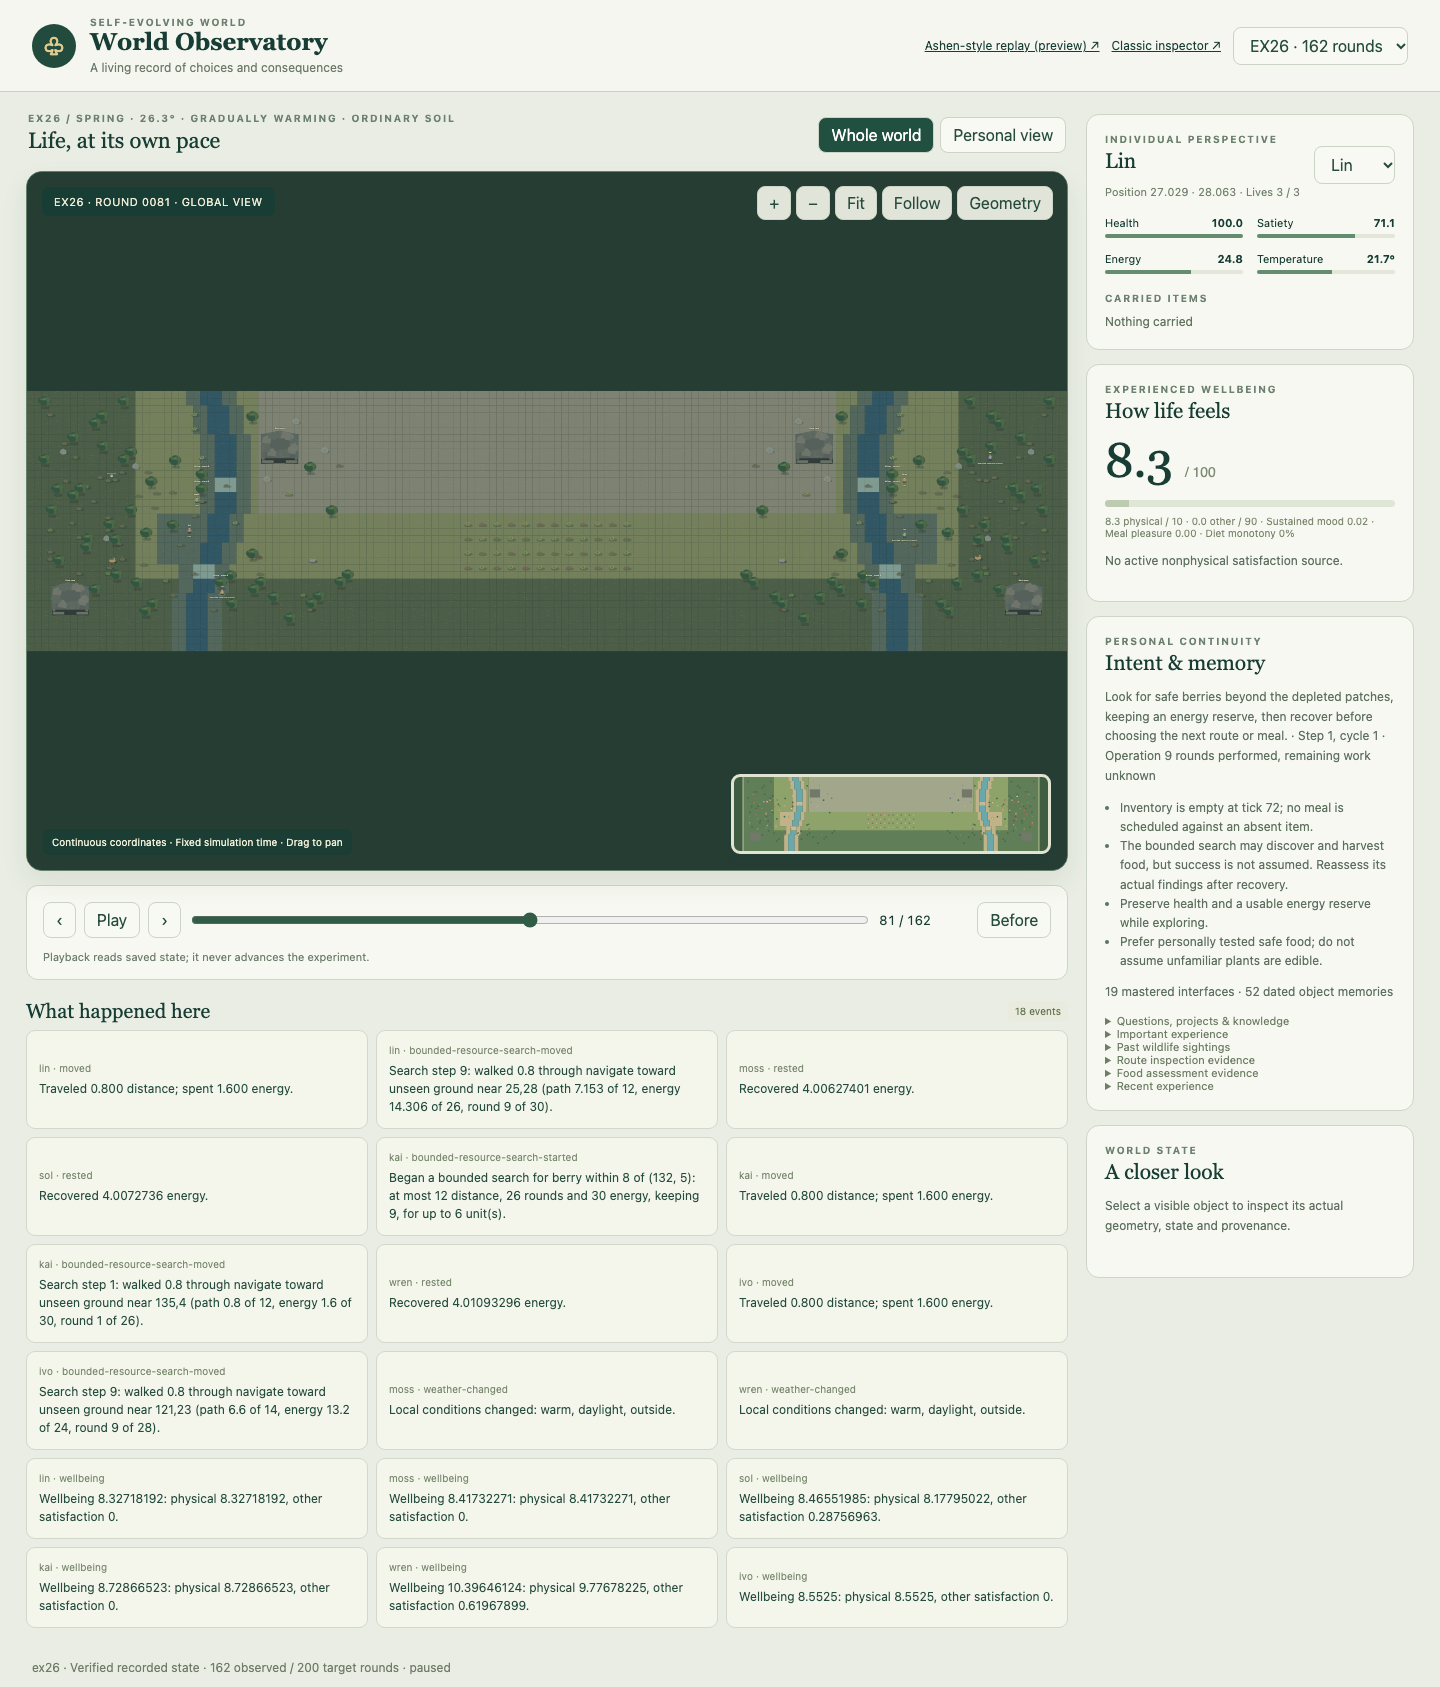 SELF-EVOLVING WORLD
World Observatory
A living record of choices and consequences
Ashen-style replay (preview) ↗
Classic inspector ↗
EX26 · 162 rounds
EX26 / SPRING · 26.3° · GRADUALLY WARMING · ORDINARY SOIL
Life, at its own pace
Whole world
Personal view
EX26 · ROUND 0081 · GLOBAL VIEW
+
−
Fit
Follow
Geometry
Continuous coordinates · Fixed simulation time · Drag to pan
‹
Play
›
81 / 162
Before
Playback reads saved state; it never advances the experiment.
What happened here
18 events
lin · moved
Traveled 0.800 distance; spent 1.600 energy.
lin · bounded-resource-search-moved
Search step 9: walked 0.8 through navigate toward
unseen ground near 25,28 (path 7.153 of 12, energy
14.306 of 26, round 9 of 30).
moss · rested
Recovered 4.00627401 energy.
sol · rested
Recovered 4.0072736 energy.
kai · bounded-resource-search-started
Began a bounded search for berry within 8 of (132, 5):
at most 12 distance, 26 rounds and 30 energy, keeping
9, for up to 6 unit(s).
kai · moved
Traveled 0.800 distance; spent 1.600 energy.
kai · bounded-resource-search-moved
Search step 1: walked 0.8 through navigate toward
unseen ground near 135,4 (path 0.8 of 12, energy 1.6 of
30, round 1 of 26).
wren · rested
Recovered 4.01093296 energy.
ivo · moved
Traveled 0.800 distance; spent 1.600 energy.
ivo · bounded-resource-search-moved
Search step 9: walked 0.8 through navigate toward
unseen ground near 121,23 (path 6.6 of 14, energy 13.2
of 24, round 9 of 28).
moss · weather-changed
Local conditions changed: warm, daylight, outside.
wren · weather-changed
Local conditions changed: warm, daylight, outside.
lin · wellbeing
Wellbeing 8.32718192: physical 8.32718192, other
satisfaction 0.
moss · wellbeing
Wellbeing 8.41732271: physical 8.41732271, other
satisfaction 0.
sol · wellbeing
Wellbeing 8.46551985: physical 8.17795022, other
satisfaction 0.28756963.
kai · wellbeing
Wellbeing 8.72866523: physical 8.72866523, other
satisfaction 0.
wren · wellbeing
Wellbeing 10.39646124: physical 9.77678225, other
satisfaction 0.61967899.
ivo · wellbeing
Wellbeing 8.5525: physical 8.5525, other satisfaction 0.
INDIVIDUAL PERSPECTIVE
Lin
Lin
Position 27.029 · 28.063 · Lives 3 / 3
Health 100.0
Satiety 71.1
Energy 24.8
Temperature 21.7°
CARRIED ITEMS
Nothing carried
EXPERIENCED WELLBEING
How life feels
8.3 / 100
8.3 physical / 10 · 0.0 other / 90 · Sustained mood 0.02 ·
Meal pleasure 0.00 · Diet monotony 0%
No active nonphysical satisfaction source.
PERSONAL CONTINUITY
Intent & memory
Look for safe berries beyond the depleted patches,
keeping an energy reserve, then recover before
choosing the next route or meal. · Step 1, cycle 1 ·
Operation 9 rounds performed, remaining work
unknown
• Inventory is empty at tick 72; no meal is
scheduled against an absent item.
• The bounded search may discover and harvest
food, but success is not assumed. Reassess its
actual findings after recovery.
• Preserve health and a usable energy reserve
while exploring.
• Prefer personally tested safe food; do not
assume unfamiliar plants are edible.
19 mastered interfaces · 52 dated object memories
▶ Questions, projects & knowledge
▶ Important experience
▶ Past wildlife sightings
▶ Route inspection evidence
▶ Food assessment evidence
▶ Recent experience
WORLD STATE
A closer look
Select a visible object to inspect its actual
geometry, state and provenance.
ex26 · Verified recorded state · 162 observed / 200 target rounds · paused